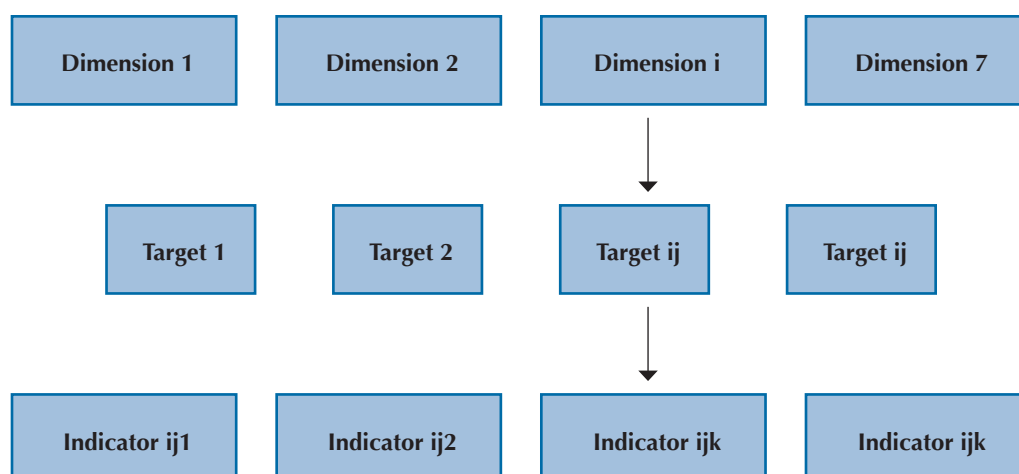 Dimension 1
Dimension 2
Dimension i
Dimension 7
Target 1
Target 2
Target ij
Target ij
Indicator ij1
Indicator ij2
Indicator ijk
Indicator ijk